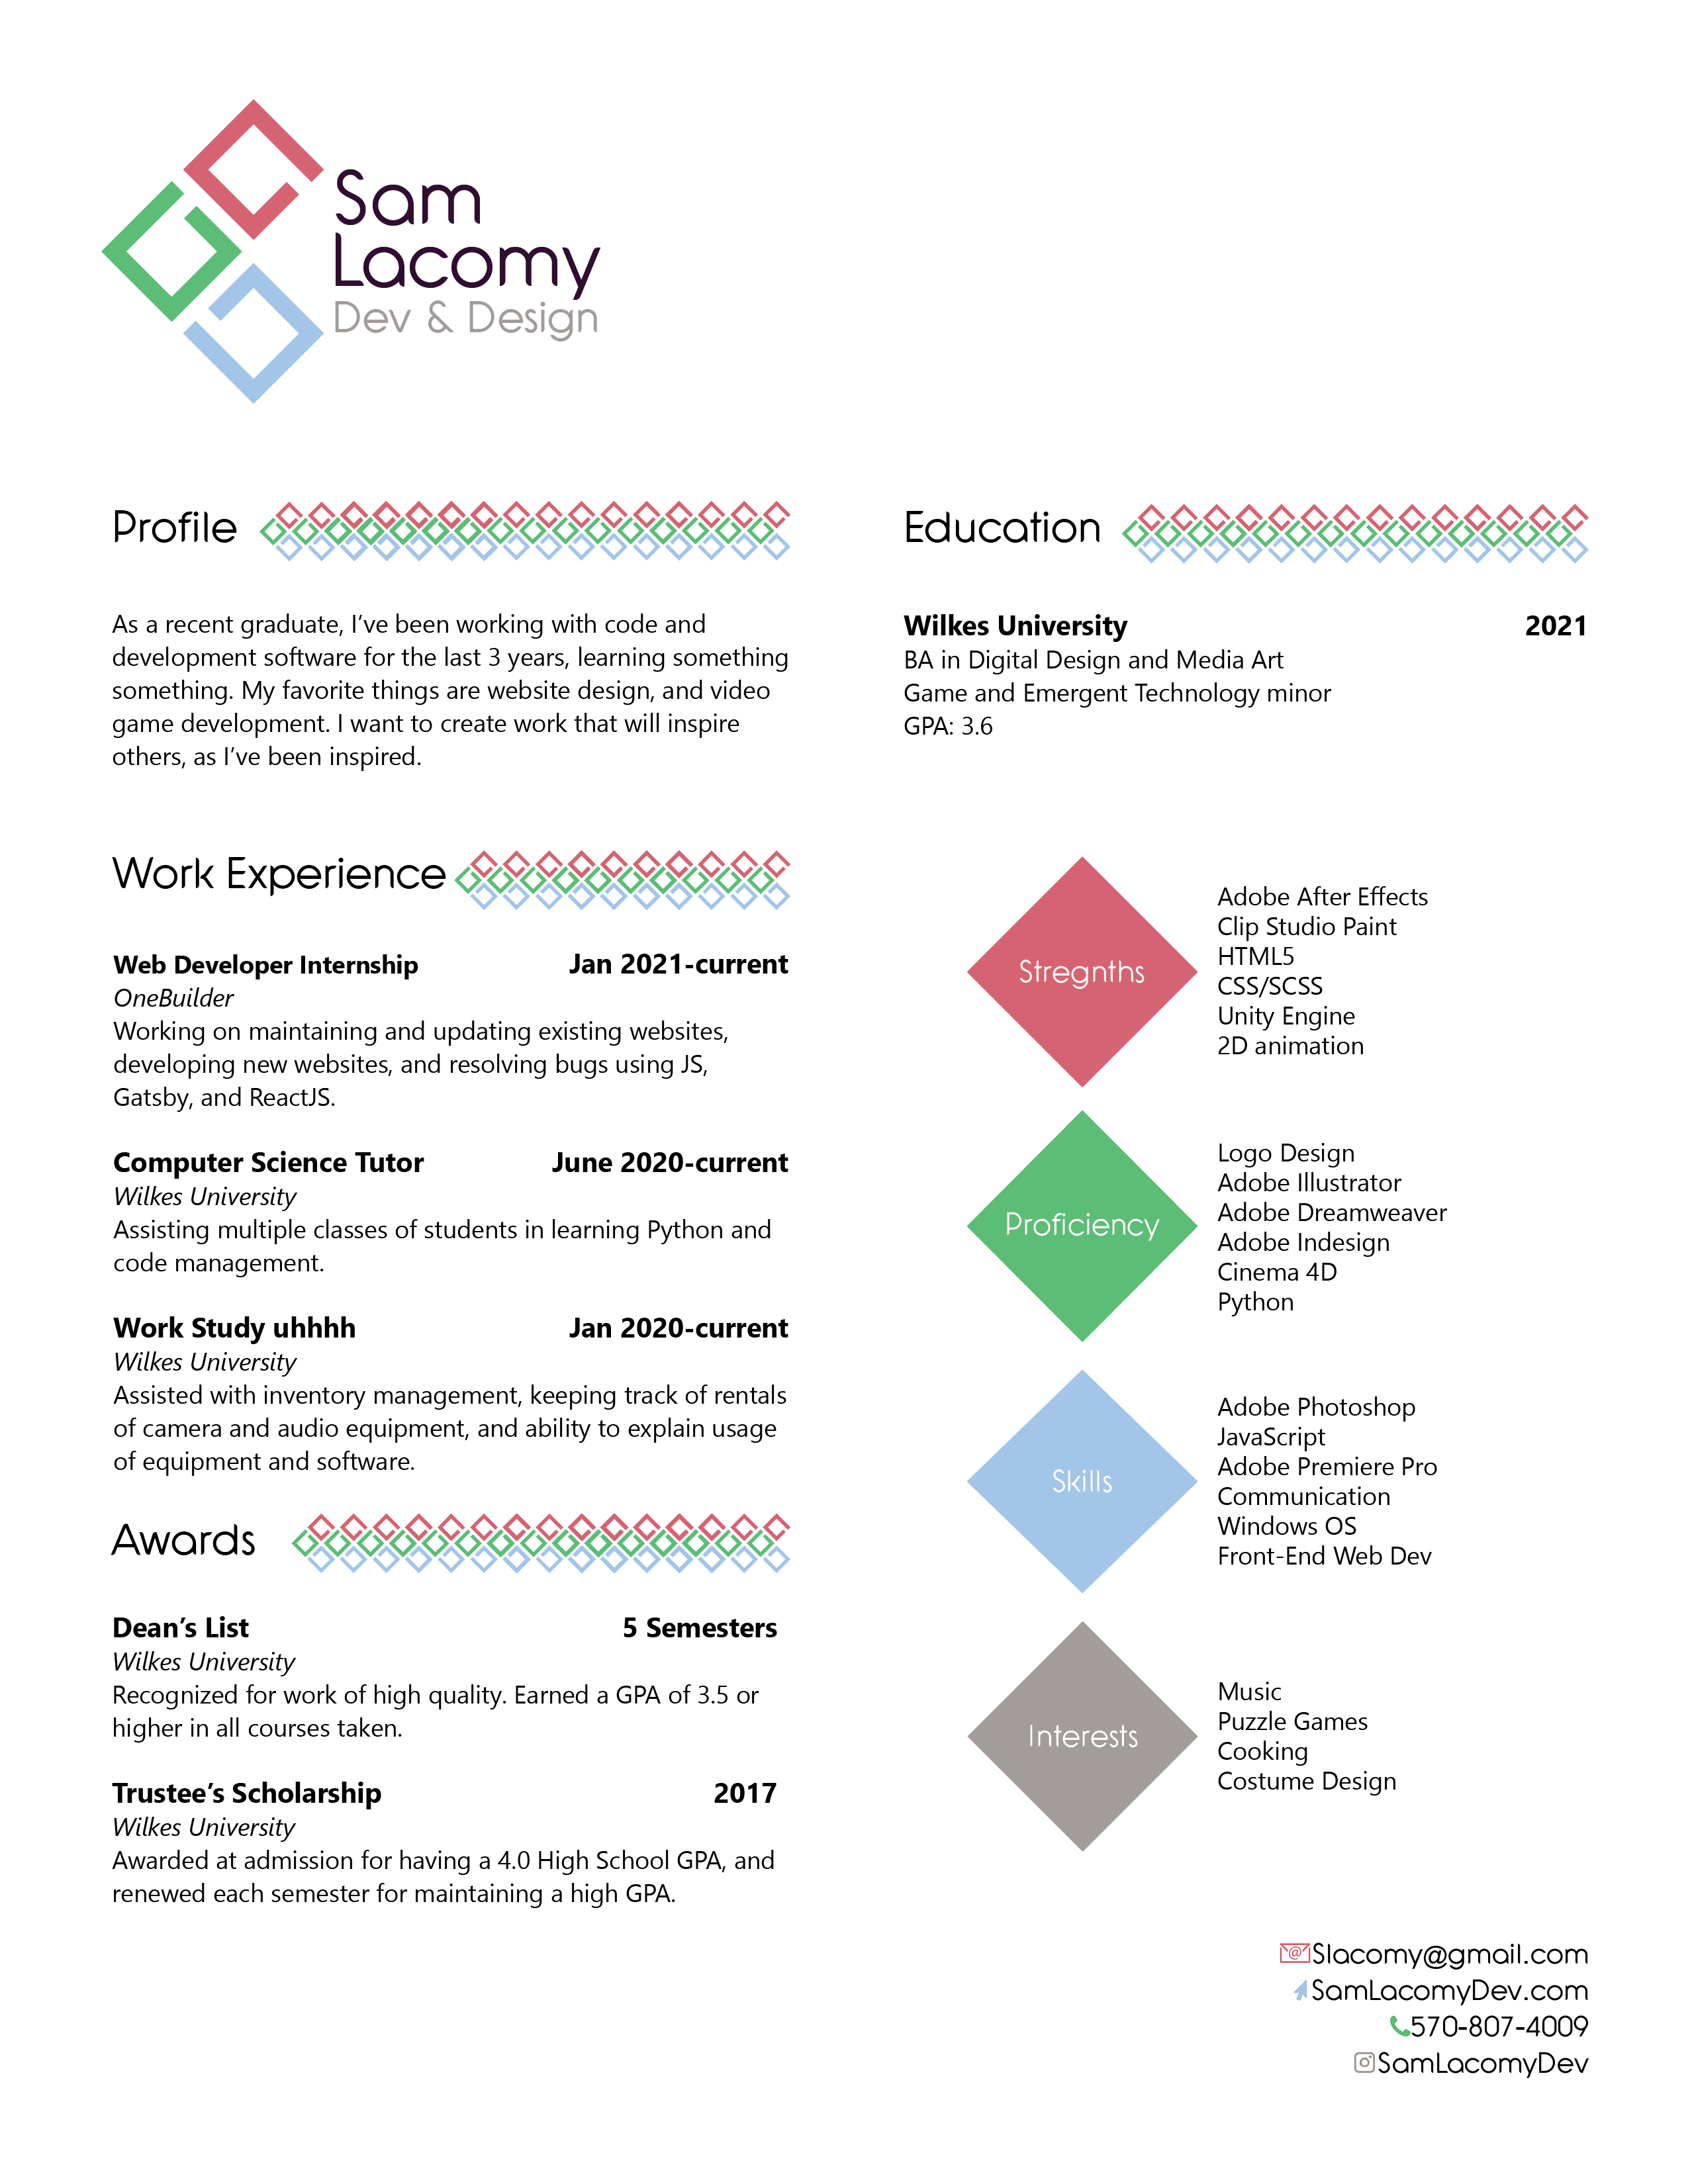 Sam
Lacomy
Dev & Design
Profile
As a recent graduate, I’ve been working with code and
development software for the last 3 years, learning something
something. My favorite things are website design, and video
game development. I want to create work that will inspire
others, as I’ve been inspired.
Work Experience
Web Developer Internship Jan 2021-current
OneBuilder
Working on maintaining and updating existing websites,
developing new websites, and resolving bugs using JS,
Gatsby, and ReactJS.
Computer Science Tutor June 2020-current
Wilkes University
Assisting multiple classes of students in learning Python and
code management.
Work Study uhhhh Jan 2020-current
Wilkes University
Assisted with inventory management, keeping track of rentals
of camera and audio equipment, and ability to explain usage
of equipment and software.
Awards
Dean’s List 5 Semesters
Wilkes University
Recognized for work of high quality. Earned a GPA of 3.5 or
higher in all courses taken.
Trustee’s Scholarship 2017
Wilkes University
Awarded at admission for having a 4.0 High School GPA, and
renewed each semester for maintaining a high GPA.
Education
Wilkes University 2021
BA in Digital Design and Media Art
Game and Emergent Technology minor
GPA: 3.6
Stregnths
Adobe After Effects
Clip Studio Paint
HTML5
CSS/SCSS
Unity Engine
2D animation
Proficiency
Logo Design
Adobe Illustrator
Adobe Dreamweaver
Adobe Indesign
Cinema 4D
Python
Skills
Adobe Photoshop
JavaScript
Adobe Premiere Pro
Communication
Windows OS
Front-End Web Dev
Interests
Music
Puzzle Games
Cooking
Costume Design
Slacomy@gmail.com
SamLacomyDev.com
570-807-4009
SamLacomyDev